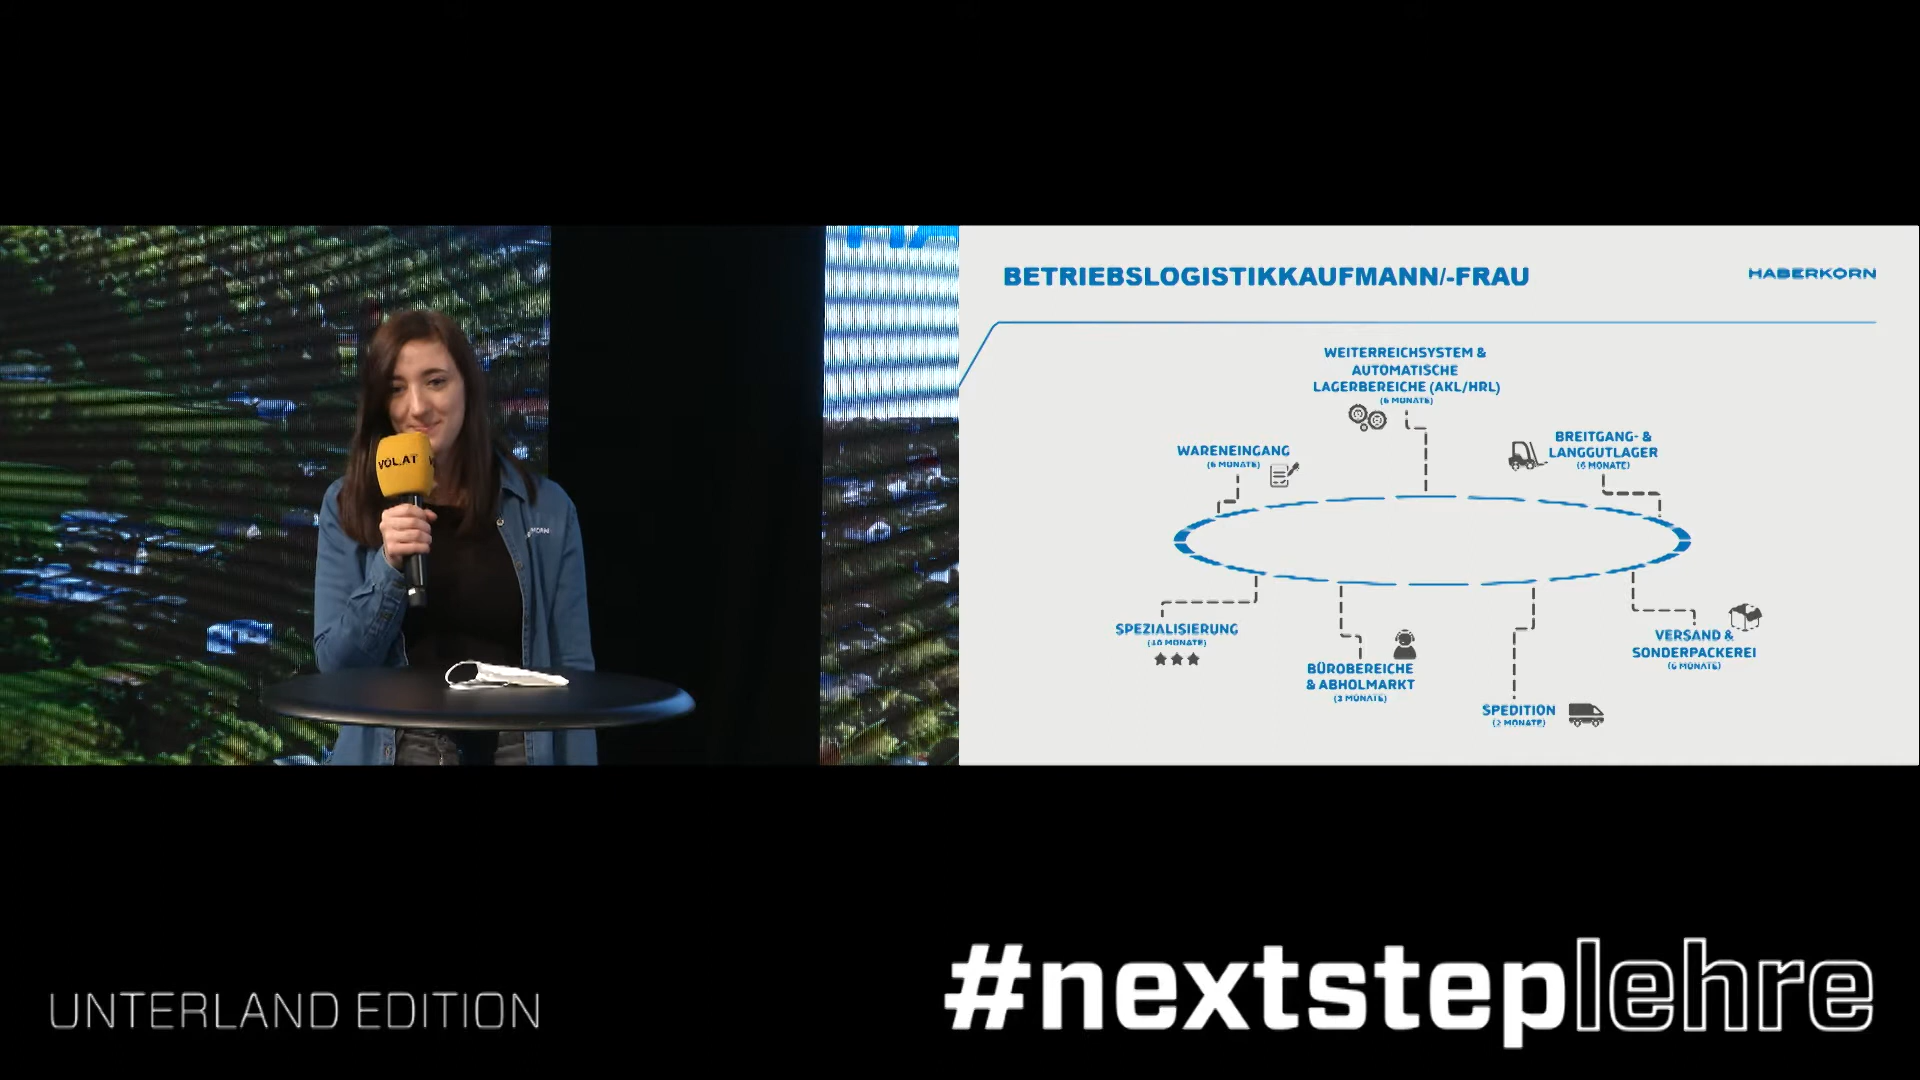 VOL.AT V
BETRIEBSLOGISTIKKAUFMANN/-FRAU
HABERKORN
WEITERREICHSYSTEM &
AUTOMATISCHE
LAGERBEREICHE (AKL/HRL)
(6 MONATE)
WARENEINGANG
(6 MONATE)
BREITGANG- &
LANGGUTLAGER
(6 MONATE)
SPEZIALISIERUNG
(10 MONATE)
BÜROBEREICHE
& ABHOLMARKT
(3 MONATE)
SPEDITION
(2 MONATE)
VERSAND &
SONDERPACKEREI
(6 MONATE)
UNTERLAND EDITION
#nextsteplehre